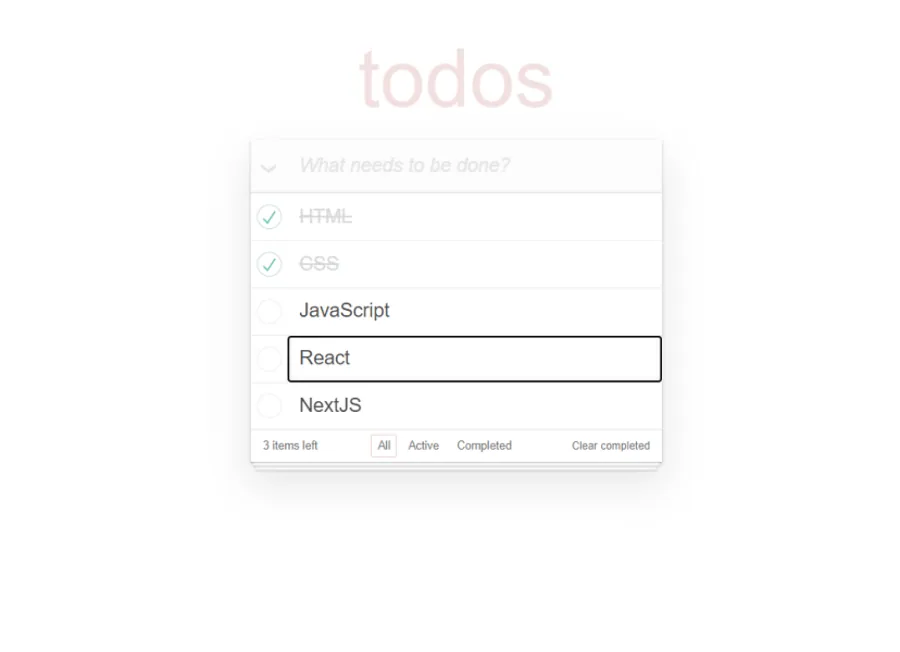 todos
What needs to be done?
HTML
CSS
JavaScript
React
NextJS
3 items left All Active Completed Clear completed